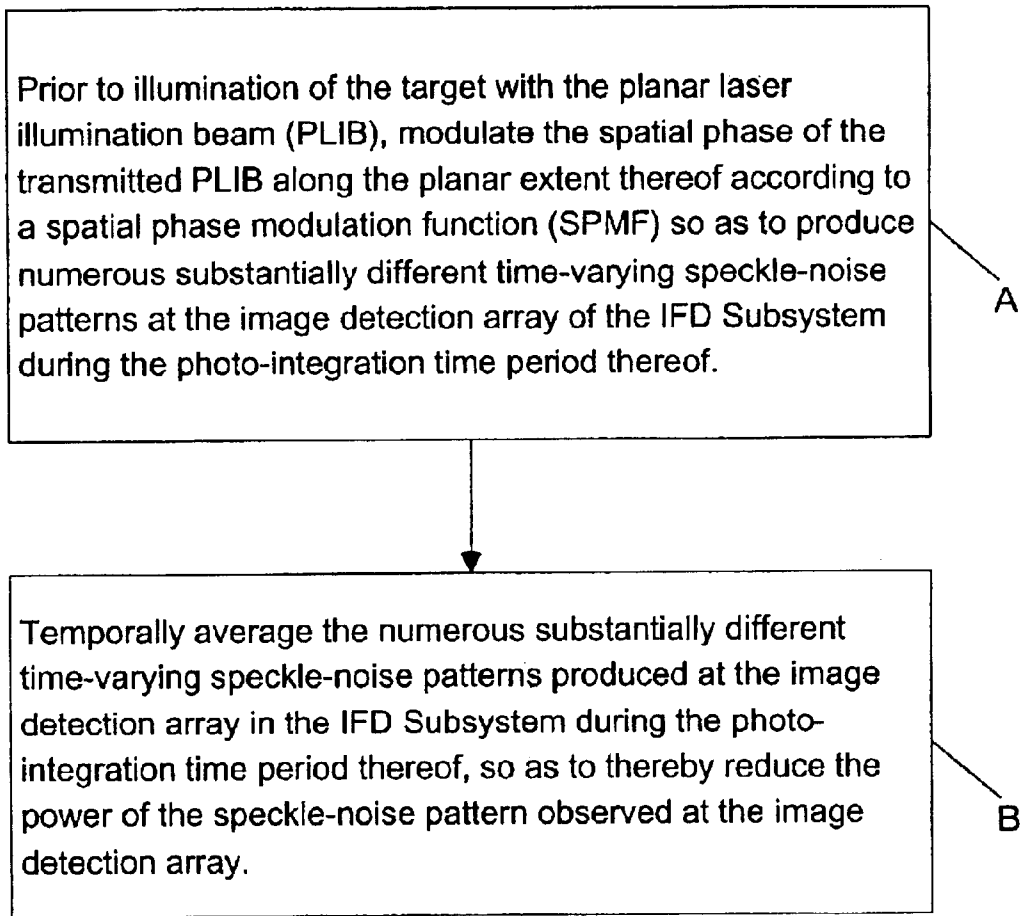 Prior to illumination of the target with the planar laser
illumination beam (PLIB), modulate the spatial phase of the
transmitted PLIB along the planar extent thereof according to
a spatial phase modulation function (SPMF) so as to produce
numerous substantially different time-varying speckle-noise
patterns at the image detection array of the IFD Subsystem
during the photo-integration time period thereof.
A
Temporally average the numerous substantially different
time-varying speckle-noise patterns produced at the image
detection array in the IFD Subsystem during the photo-
integration time period thereof, so as to thereby reduce the
power of the speckle-noise pattern observed at the image
detection array.
B